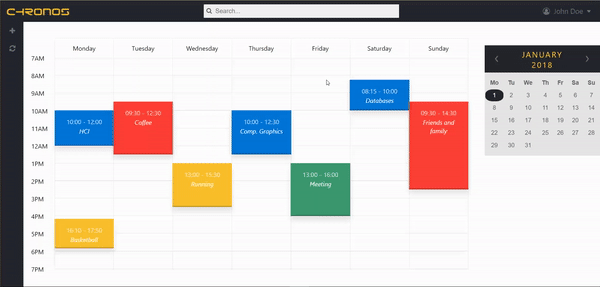 CHRONOS
Search...
John Doe
Monday Tuesday Wednesday Thursday Friday Saturday Sunday
7AM
8AM
9AM
10AM
11AM
12AM
1PM
2PM
3PM
4PM
5PM
6PM
7PM
10:00 - 12:00
HCI
16:10 - 17:50
Basketball
09:30 - 12:30
Coffee
13:00 - 15:30
Running
10:00 - 12:30
Comp. Graphics
13:00 - 16:00
Meeting
08:15 - 10:00
Databases
09:30 - 14:30
Friends and
family
JANUARY
2018
Mo Tu We Th Fr Sa Su
1 2 3 4 5 6 7
8 9 10 11 12 13 14
15 16 17 18 19 20 21
22 23 24 25 26 27 28
29 30 31